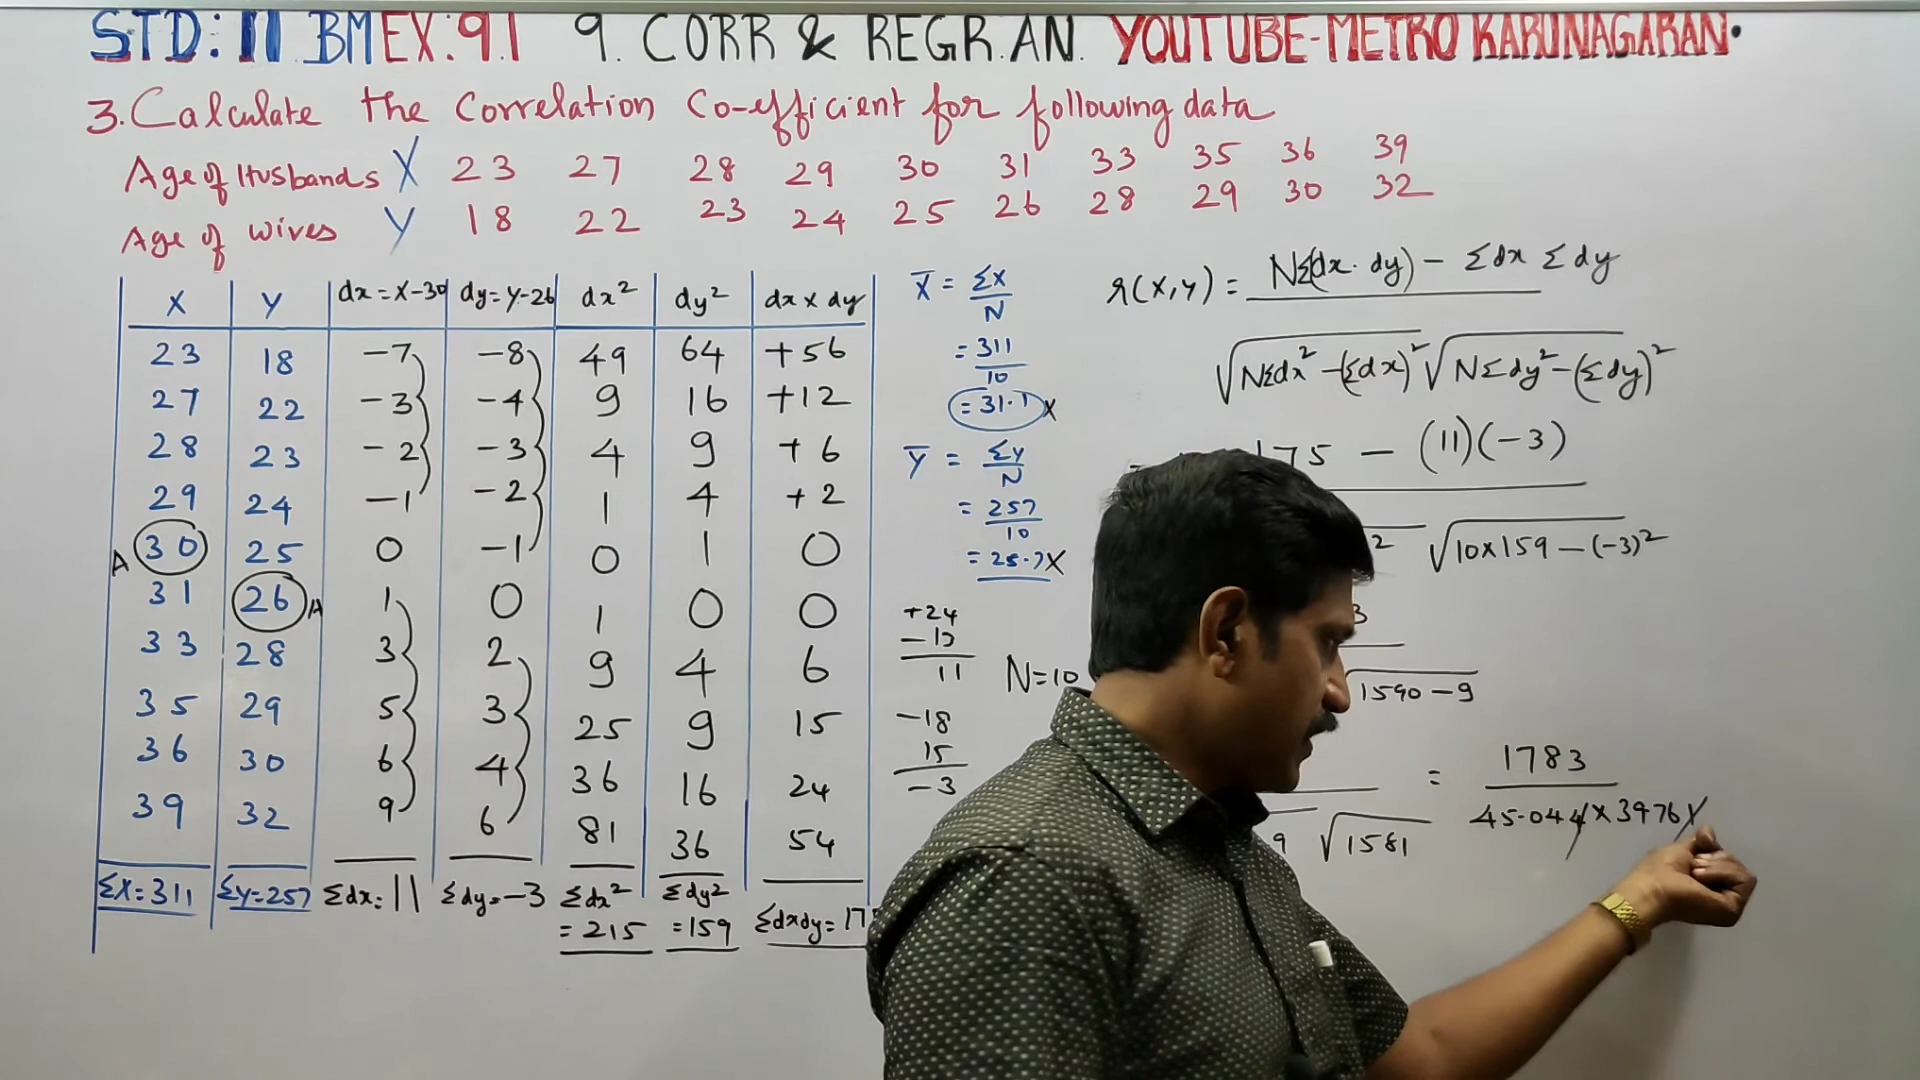 STD: 11 BM EX: 9.1 9. CORR & REGR. AN. YOUTUBE-METRO KARUNAGARAN.
3. Calculate the Correlation Co-efficient for following data
Age of Husbands X 23 27 28 29 30 31 33 35 36 39
Age of wives Y 18 22 23 24 25 26 28 29 30 32
X Y dx = X-30 dy = Y-26 dx² dy² dx x dy
23 18 -7 -8 49 64 +56
27 22 -3 -4 9 16 +12
28 23 -2 -3 4 9 +6
29 24 -1 -2 1 4 +2
A 30 25 0 -1 0 1 0
31 26 A 1 0 1 0 0
33 28 3 2 9 4 6
35 29 5 3 25 9 15
36 30 6 4 36 16 24
39 32 9 6 81 36 54
ΣX = 311 ΣY = 257 Σdx = 11 Σdy = -3 Σdx² Σdy² Σdxdy = 17
= 215 = 159
X̄ = ΣX
N
= 311
10
= 31.1 X
Ȳ = Σy
N
= 257
10
= 25.7 X
+24
-13
11
N = 10
-18
15
-3
r(X,Y) = NΣ(dx. dy) - Σdx Σdy
√NΣdx² - (Σdx)² √NΣdy² - (Σdy)²
175 - (11)(-3)
2 √10x159 - (-3)²
3
√1590 - 9
9 √1581
= 1783
45.044 x 3976